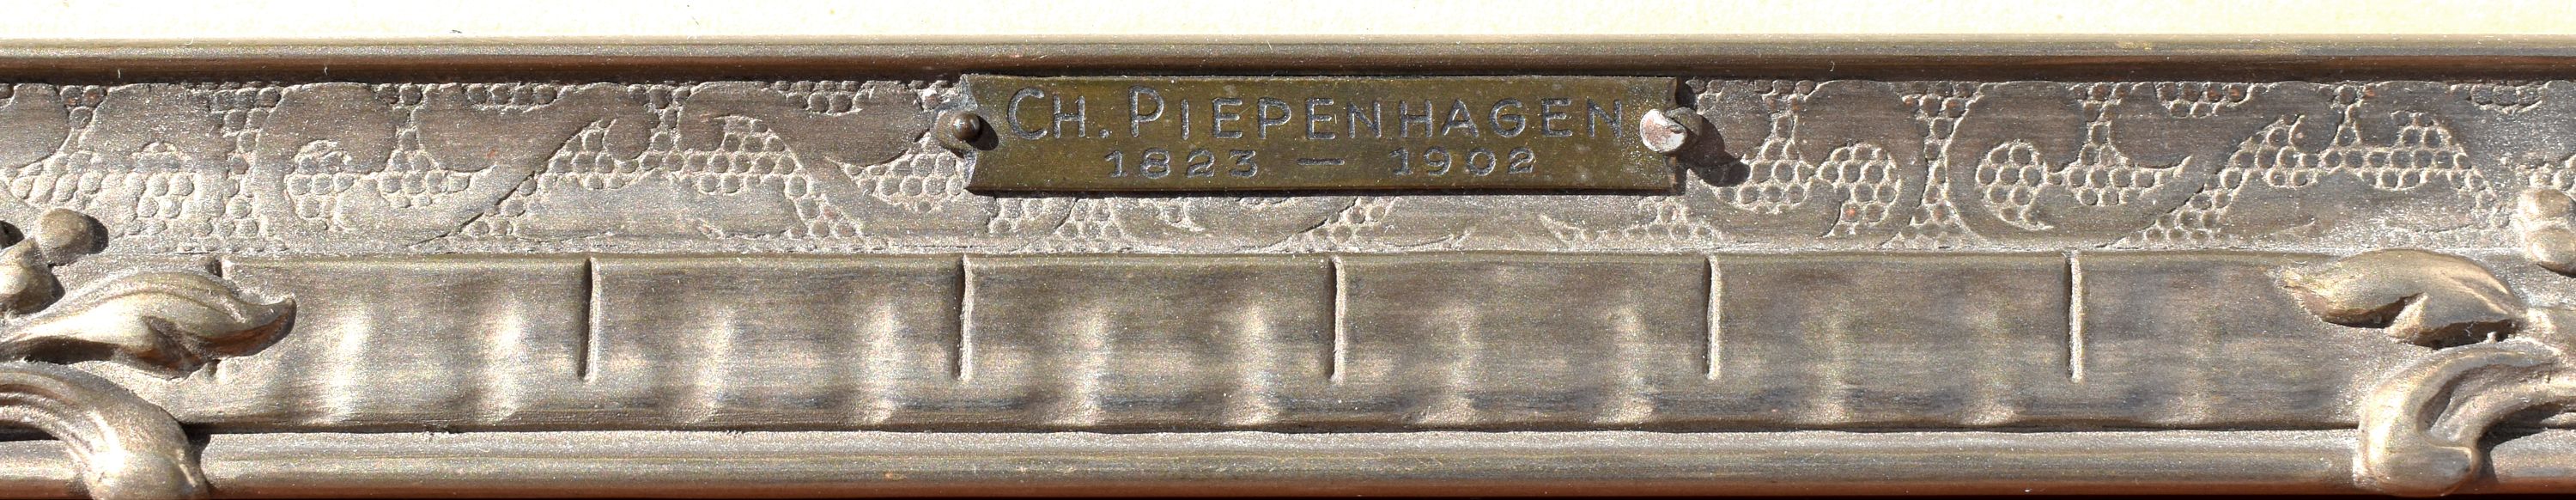 CH. PIEPENHAGEN
1823 — 1902